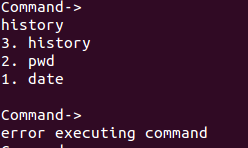 Command->
history
3. history
2. pwd
1. date
Command->
error executing command